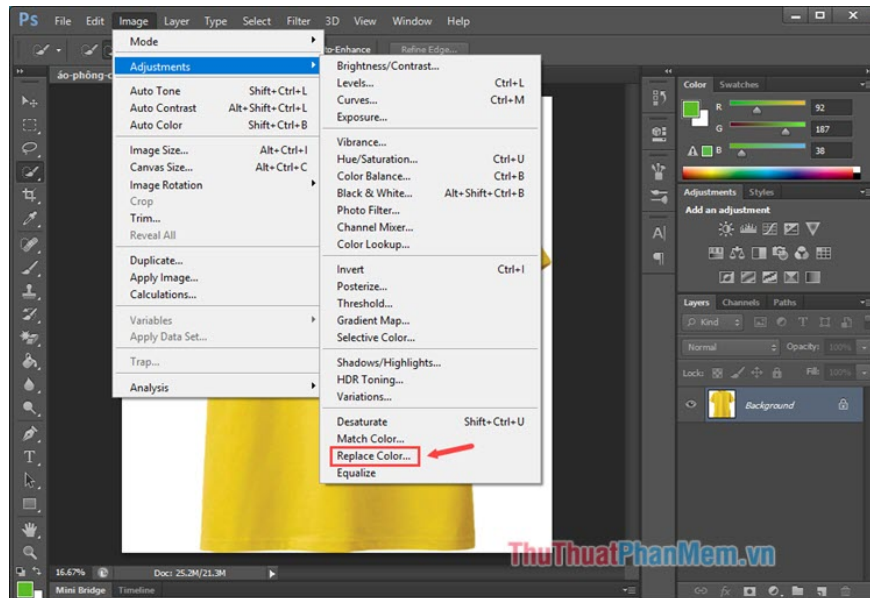 Ps File Edit Image Layer Type Select Filter 3D View Window Help
to-Enhance Refine Edge...
áo-phông-c
Mode
Adjustments
Auto Tone Shift+Ctrl+L
Auto Contrast Alt+Shift+Ctrl+L
Auto Color Shift+Ctrl+B
Image Size... Alt+Ctrl+I
Canvas Size... Alt+Ctrl+C
Image Rotation
Crop
Trim...
Reveal All
Duplicate...
Apply Image...
Calculations...
Variables
Apply Data Set...
Trap...
Analysis
Brightness/Contrast...
Levels... Ctrl+L
Curves... Ctrl+M
Exposure...
Vibrance...
Hue/Saturation... Ctrl+U
Color Balance... Ctrl+B
Black & White... Alt+Shift+Ctrl+B
Photo Filter...
Channel Mixer...
Color Lookup...
Invert Ctrl+I
Posterize...
Threshold...
Gradient Map...
Selective Color...
Shadows/Highlights...
HDR Toning...
Variations...
Desaturate Shift+Ctrl+U
Match Color...
Replace Color...
Equalize
Color Swatches
R 92
G 187
B 38
Adjustments Styles
Add an adjustment
Layers Channels Paths
Kind
Normal Opacity: 100%
Lock: Fill: 100%
Background
ThuThuatPhanMem.vn
16.67% Doc: 25.2M/21.3M
Mini Bridge Timeline